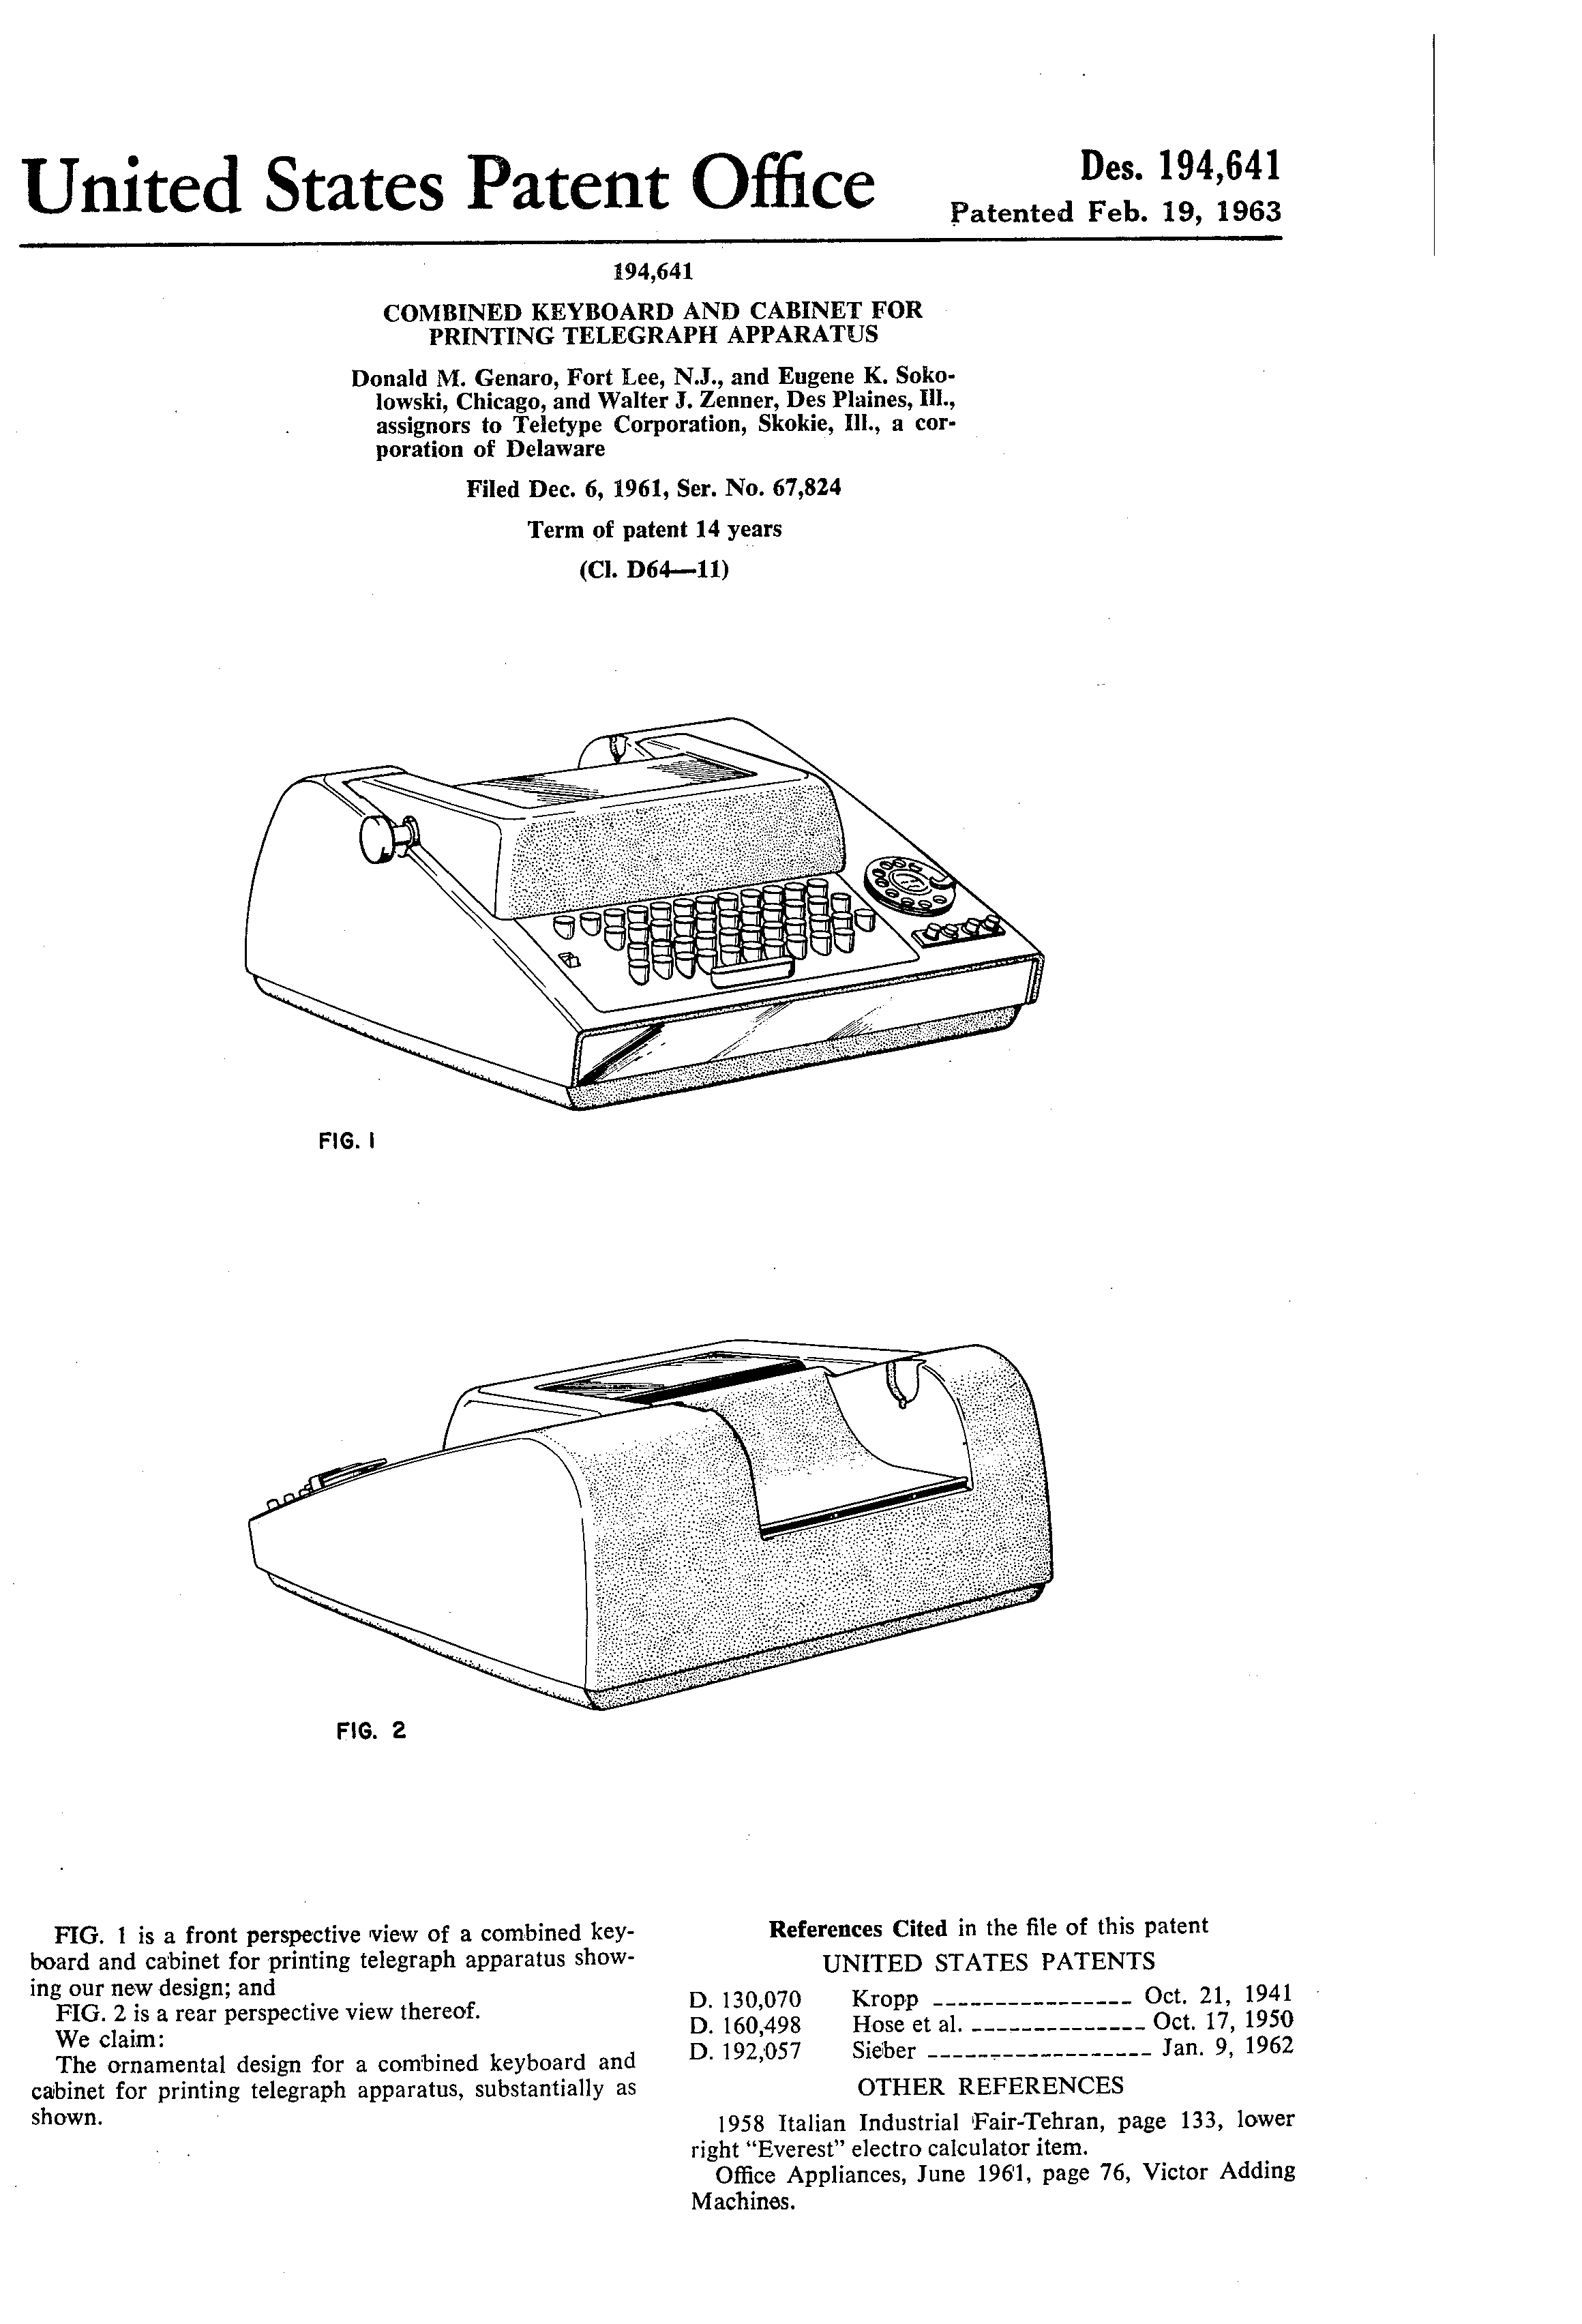 United States Patent Office
Des. 194,641
Patented Feb. 19, 1963
194,641
COMBINED KEYBOARD AND CABINET FOR
PRINTING TELEGRAPH APPARATUS
Donald M. Genaro, Fort Lee, N.J., and Eugene K. Soko-
lowski, Chicago, and Walter J. Zenner, Des Plaines, Ill.,
assignors to Teletype Corporation, Skokie, Ill., a cor-
poration of Delaware
Filed Dec. 6, 1961, Ser. No. 67,824
Term of patent 14 years
(Cl. D64—11)
FIG. 1
FIG. 2
FIG. 1 is a front perspective view of a combined key-
board and cabinet for printing telegraph apparatus show-
ing our new design; and
FIG. 2 is a rear perspective view thereof.
We claim:
The ornamental design for a combined keyboard and
cabinet for printing telegraph apparatus, substantially as
shown.
References Cited in the file of this patent
UNITED STATES PATENTS
D. 130,070 Kropp ---------------- Oct. 21, 1941
D. 160,498 Hose et al. -------------- Oct. 17, 1950
D. 192,057 Sieber ------------------ Jan. 9, 1962
OTHER REFERENCES
1958 Italian Industrial Fair-Tehran, page 133, lower
right “Everest” electro calculator item.
Office Appliances, June 1961, page 76, Victor Adding
Machines.